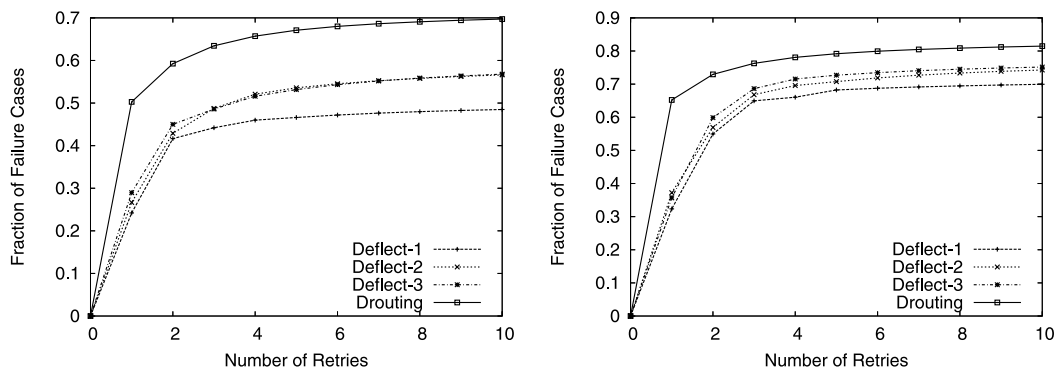 0.7
0.6
0.5
0.4
0.3
0.2
0.1
0
Fraction of Failure Cases
Deflect-1
Deflect-2
Deflect-3
Drouting
0 2 4 6 8 10
Number of Retries
0.9
0.8
0.7
0.6
0.5
0.4
0.3
0.2
0.1
0
Fraction of Failure Cases
Deflect-1
Deflect-2
Deflect-3
Drouting
0 2 4 6 8 10
Number of Retries